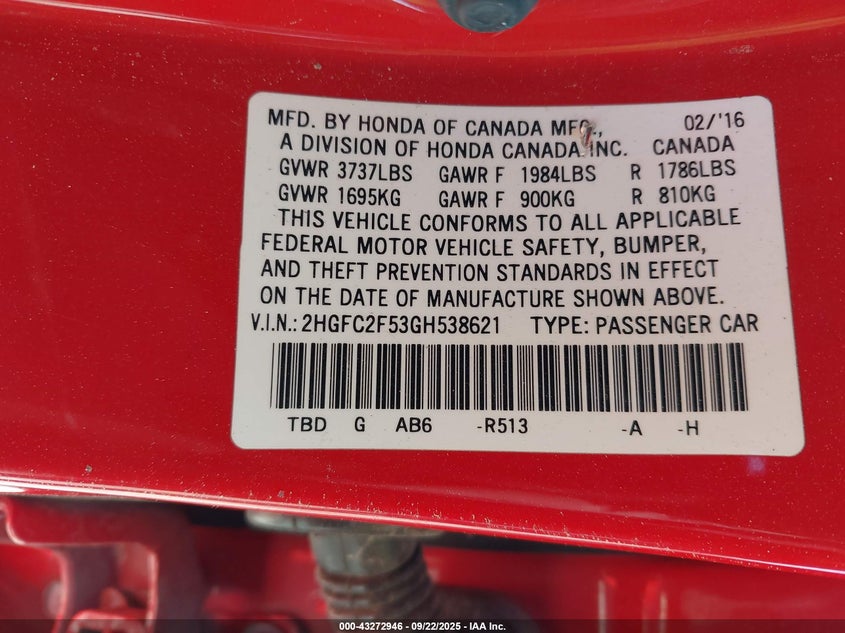 MFD. BY HONDA OF CANADA MFG., 02/'16
A DIVISION OF HONDA CANADA INC. CANADA
GVWR 3737LBS GAWR F 1984LBS R 1786LBS
GVWR 1695KG GAWR F 900KG R 810KG
THIS VEHICLE CONFORMS TO ALL APPLICABLE
FEDERAL MOTOR VEHICLE SAFETY, BUMPER,
AND THEFT PREVENTION STANDARDS IN EFFECT
ON THE DATE OF MANUFACTURE SHOWN ABOVE.
V.I.N.: 2HGFC2F53GH538621 TYPE: PASSENGER CAR
TBD G AB6 -R513 -A -H
000-43272946 - 09/22/2025 - IAA Inc.